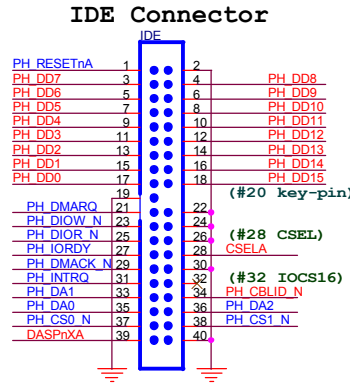 IDE Connector
IDE
PH_RESETnA 1 2
PH_DD7 3 4 PH_DD8
PH_DD6 5 6 PH_DD9
PH_DD5 7 8 PH_DD10
PH_DD4 9 10 PH_DD11
PH_DD3 11 12 PH_DD12
PH_DD2 13 14 PH_DD13
PH_DD1 15 16 PH_DD14
PH_DD0 17 18 PH_DD15
19 (#20 key-pin)
PH_DMARQ 21 22
PH_DIOW_N 23 24
PH_DIOR_N 25 26 (#28 CSEL)
PH_IORDY 27 28 CSELA
PH_DMACK_N 29 30
PH_INTRQ 31 32 (#32 IOCS16)
PH_DA1 33 34 PH_CBLID_N
PH_DA0 35 36 PH_DA2
PH_CS0_N 37 38 PH_CS1_N
DASPnXA 39 40